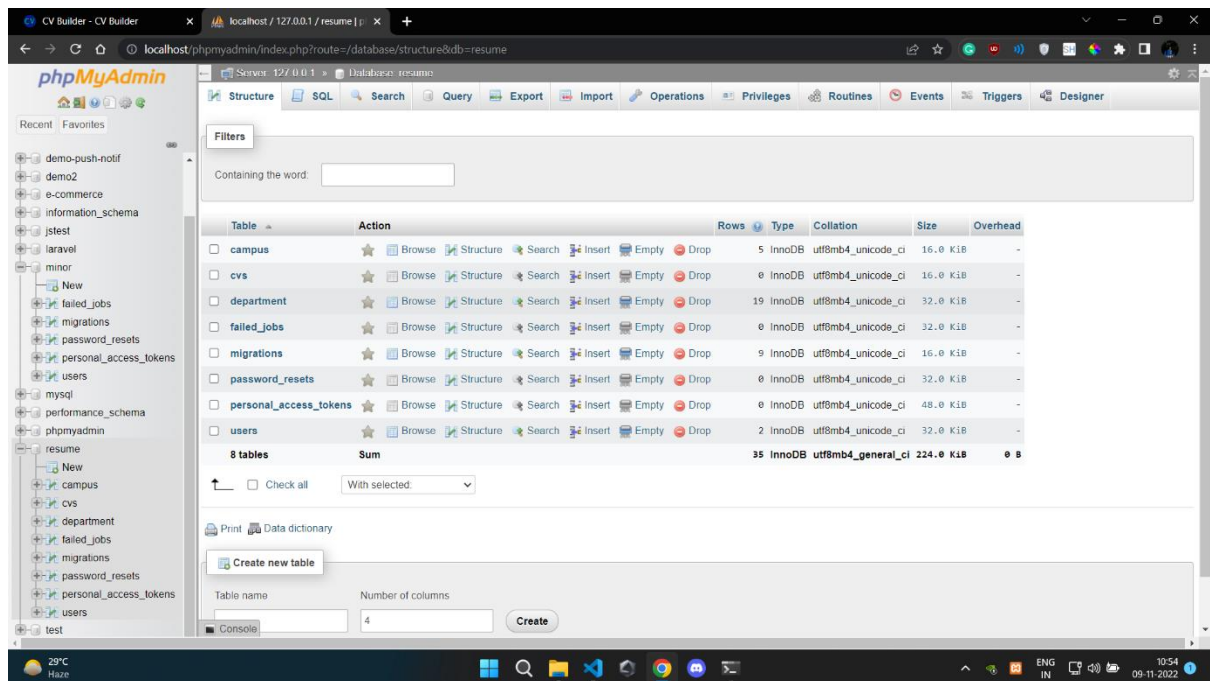 CV Builder - CV Builder
localhost / 127.0.0.1 / resume | p
localhost/phpmyadmin/index.php?route=/database/structure&db=resume
phpMyAdmin
Recent Favorites
demo-push-notif
demo2
e-commerce
information_schema
jstest
laravel
minor
New
failed_jobs
migrations
password_resets
personal_access_tokens
users
mysql
performance_schema
phpmyadmin
resume
New
campus
cvs
department
failed_jobs
migrations
password_resets
personal_access_tokens
users
test
Server: 127.0.0.1 » Database: resume
Structure SQL Search Query Export Import Operations Privileges Routines Events Triggers Designer
Filters
Containing the word:
Table Action Rows Type Collation Size Overhead
campus Browse Structure Search Insert Empty Drop 5 InnoDB utf8mb4_unicode_ci 16.0 KiB -
cvs Browse Structure Search Insert Empty Drop 0 InnoDB utf8mb4_unicode_ci 16.0 KiB -
department Browse Structure Search Insert Empty Drop 19 InnoDB utf8mb4_unicode_ci 32.0 KiB -
failed_jobs Browse Structure Search Insert Empty Drop 0 InnoDB utf8mb4_unicode_ci 32.0 KiB -
migrations Browse Structure Search Insert Empty Drop 9 InnoDB utf8mb4_unicode_ci 16.0 KiB -
password_resets Browse Structure Search Insert Empty Drop 0 InnoDB utf8mb4_unicode_ci 32.0 KiB -
personal_access_tokens Browse Structure Search Insert Empty Drop 0 InnoDB utf8mb4_unicode_ci 48.0 KiB -
users Browse Structure Search Insert Empty Drop 2 InnoDB utf8mb4_unicode_ci 32.0 KiB -
8 tables Sum 35 InnoDB utf8mb4_general_ci 224.0 KiB 0 B
Check all With selected:
Print Data dictionary
Create new table
Table name Number of columns
4 Create
Console
29°C
Haze
ENG
IN
10:54
09-11-2022
1